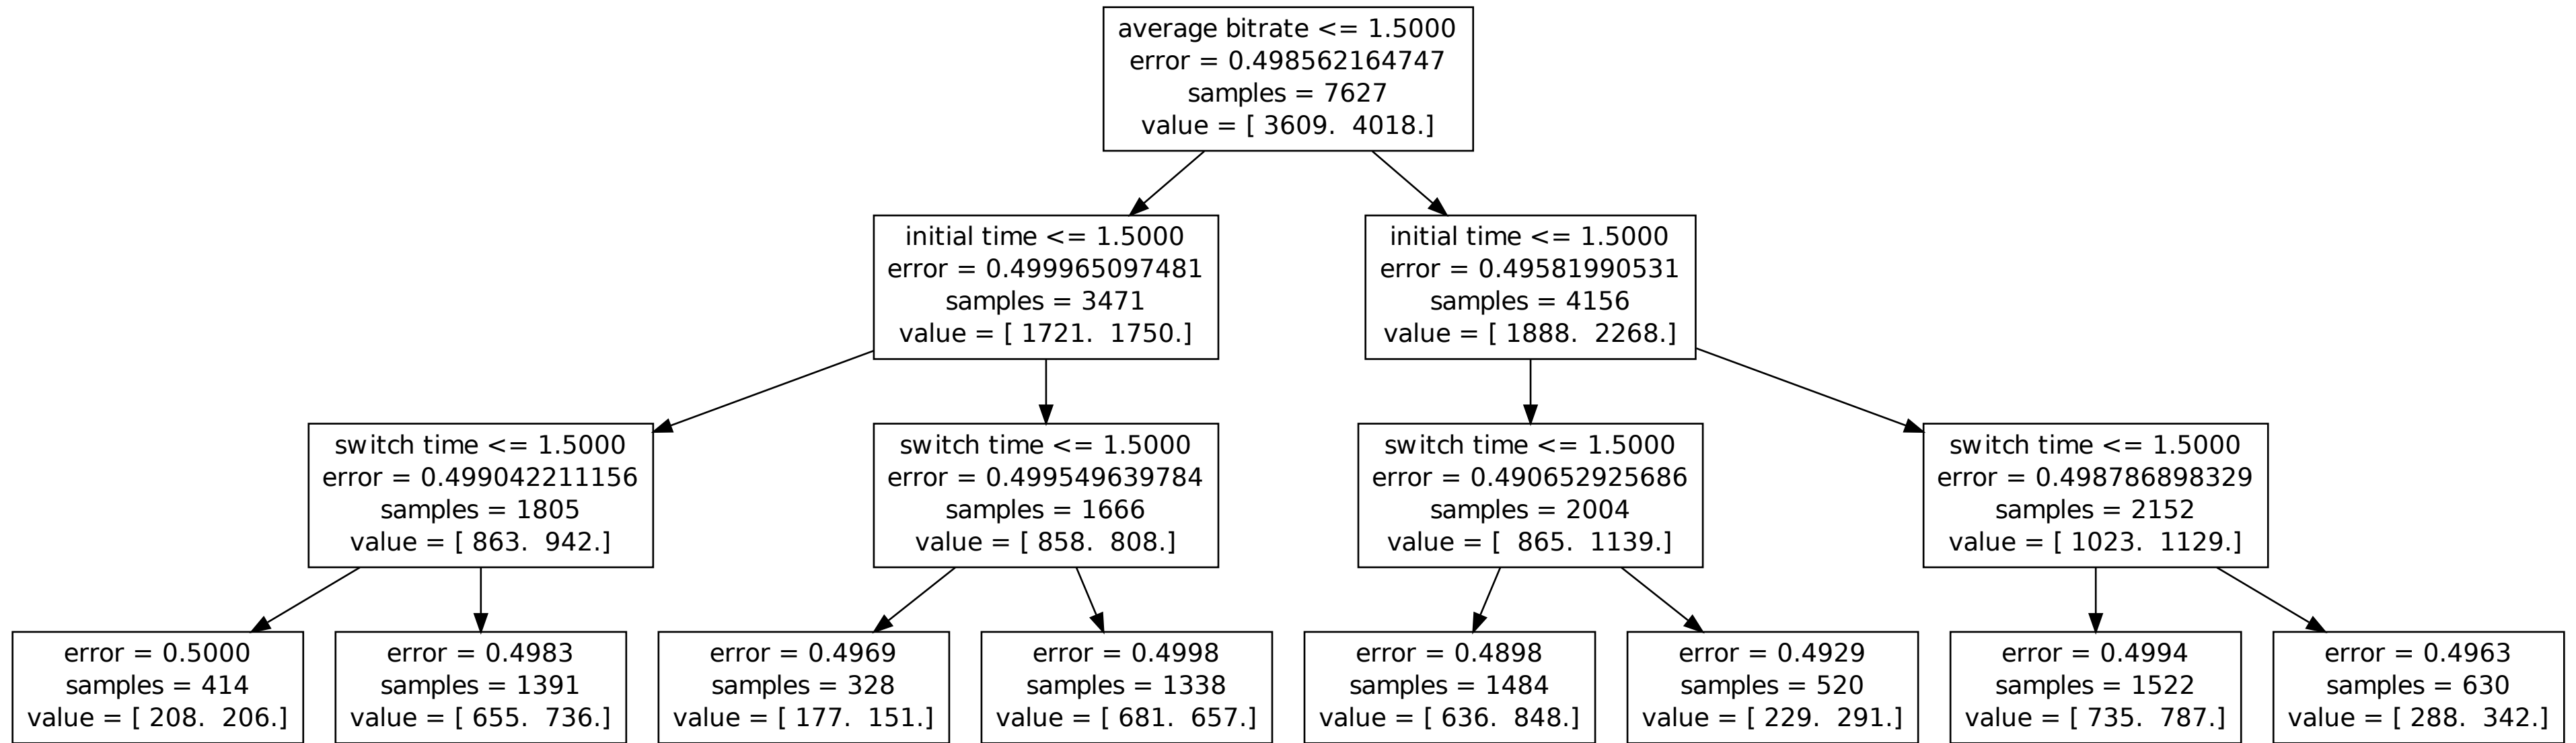 average bitrate <= 1.5000
error = 0.498562164747
samples = 7627
value = [ 3609.  4018.]
initial time <= 1.5000
error = 0.499965097481
samples = 3471
value = [ 1721.  1750.]
initial time <= 1.5000
error = 0.49581990531
samples = 4156
value = [ 1888.  2268.]
switch time <= 1.5000
error = 0.499042211156
samples = 1805
value = [ 863.  942.]
switch time <= 1.5000
error = 0.499549639784
samples = 1666
value = [ 858.  808.]
switch time <= 1.5000
error = 0.490652925686
samples = 2004
value = [  865.  1139.]
switch time <= 1.5000
error = 0.498786898329
samples = 2152
value = [ 1023.  1129.]
error = 0.5000
samples = 414
value = [ 208.  206.]
error = 0.4983
samples = 1391
value = [ 655.  736.]
error = 0.4969
samples = 328
value = [ 177.  151.]
error = 0.4998
samples = 1338
value = [ 681.  657.]
error = 0.4898
samples = 1484
value = [ 636.  848.]
error = 0.4929
samples = 520
value = [ 229.  291.]
error = 0.4994
samples = 1522
value = [ 735.  787.]
error = 0.4963
samples = 630
value = [ 288.  342.]